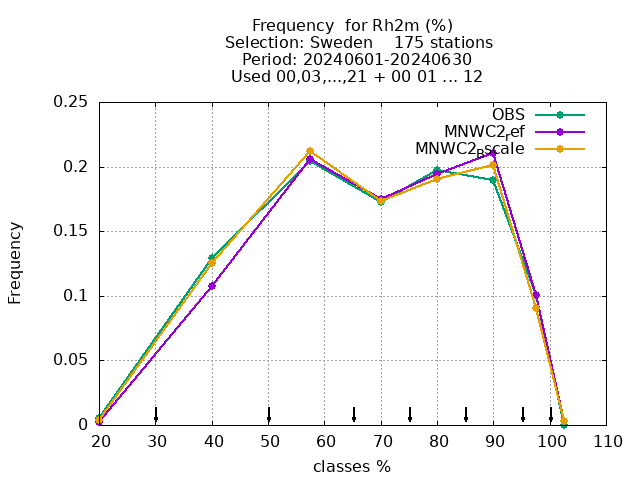 Frequency  for Rh2m (%)
Selection: Sweden    175 stations
Period: 20240601-20240630
Used 00,03,...,21 + 00 01 ... 12
0.25
0.2
0.15
0.1
0.05
0
OBS
MNWC2ref
MNWC2Rscale
Frequency
20 30 40 50 60 70 80 90 100 110
classes %